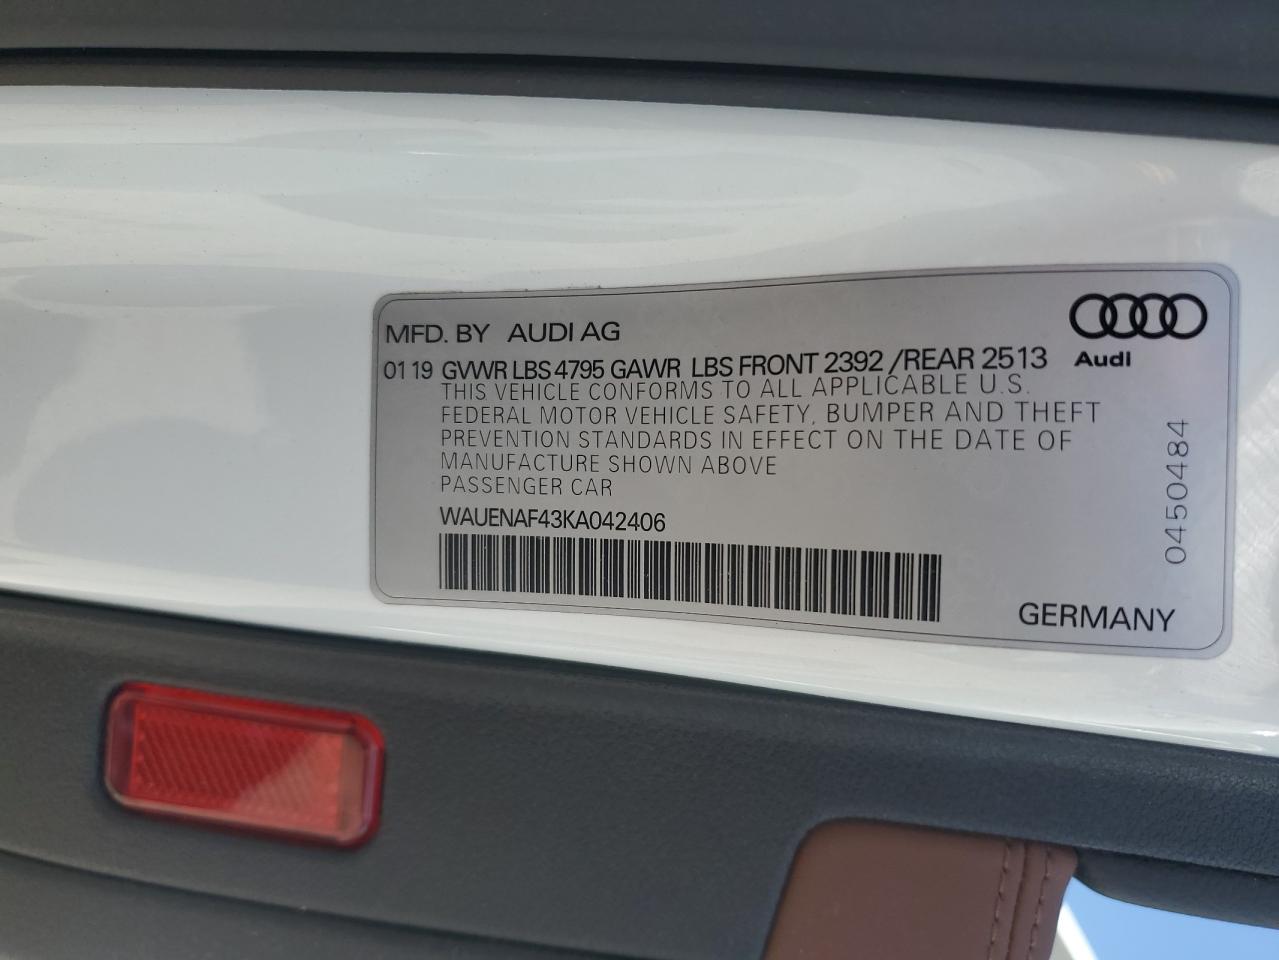 MFD. BY AUDI AG
Audi
01 19 GVWR LBS 4795 GAWR LBS FRONT 2392 /REAR 2513
THIS VEHICLE CONFORMS TO ALL APPLICABLE U.S.
FEDERAL MOTOR VEHICLE SAFETY, BUMPER AND THEFT
PREVENTION STANDARDS IN EFFECT ON THE DATE OF
MANUFACTURE SHOWN ABOVE
PASSENGER CAR
WAUENAF43KA042406
0450484
GERMANY